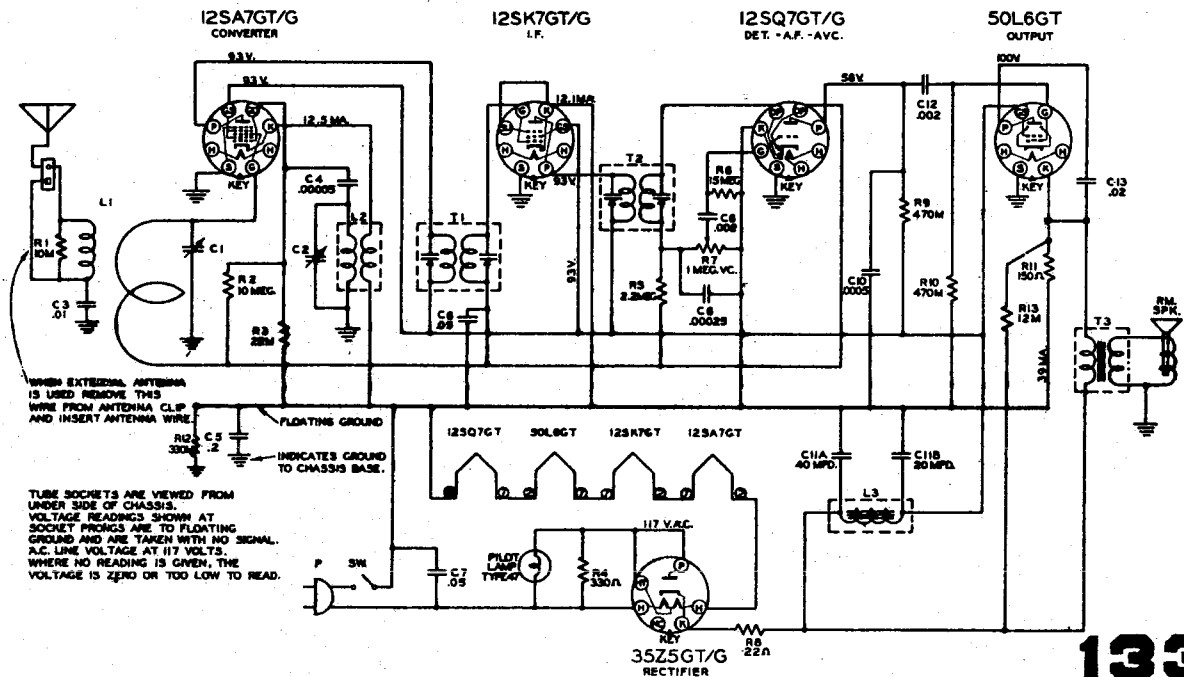 12SA7GT/G
CONVERTER
12SK7GT/G
I.F.
12SQ7GT/G
DET. - A.F. - AVC.
50L6GT
OUTPUT
93V.
93V.
12.5 MA.
12.1MA.
93V.
93V.
58V.
100V
39 MA.
P
K
H
H
S
G
KEY
G
K
H
H
S
P
KEY
K
G
S
P
H
H
KEY
G
P
H
H
S
K
KEY
L1
R1
10M
C3
.01
C1
R2
10 MEG.
R3
22M
C4
.00005
C2
L2
T1
C6
.05
T2
R5
2.2MEG.
R6
15MEG
C8
.002
R7
1 MEG. VC.
C8
.00025
C10
.0005
R9
470M
C12
.002
R10
470M
C-13
.02
R11
150Ω
R13
12M
T3
RM.
SPK.
WHEN EXTERNAL ANTENNA
IS USED REMOVE THIS
WIRE FROM ANTENNA CLIP
AND INSERT ANTENNA WIRE.
R12
330M
C5
.2
FLOATING GROUND
INDICATES GROUND
TO CHASSIS BASE.
12SQ7GT
50L6GT
12SK7GT
12SA7GT
C11A
40 MFD.
C11B
20 MFD.
L3
TUBE SOCKETS ARE VIEWED FROM
UNDER SIDE OF CHASSIS.
VOLTAGE READINGS SHOWN AT
SOCKET PRONGS ARE TO FLOATING
GROUND AND ARE TAKEN WITH NO SIGNAL.
A.C. LINE VOLTAGE AT 117 VOLTS.
WHERE NO READING IS GIVEN, THE
VOLTAGE IS ZERO OR TOO LOW TO READ.
P
SW.
C7
.05
PILOT
LAMP
TYPE47
R4
330Ω
117 V.A.C.
P
H
H
K
KEY
R8
22Ω
35Z5GT/G
RECTIFIER
133